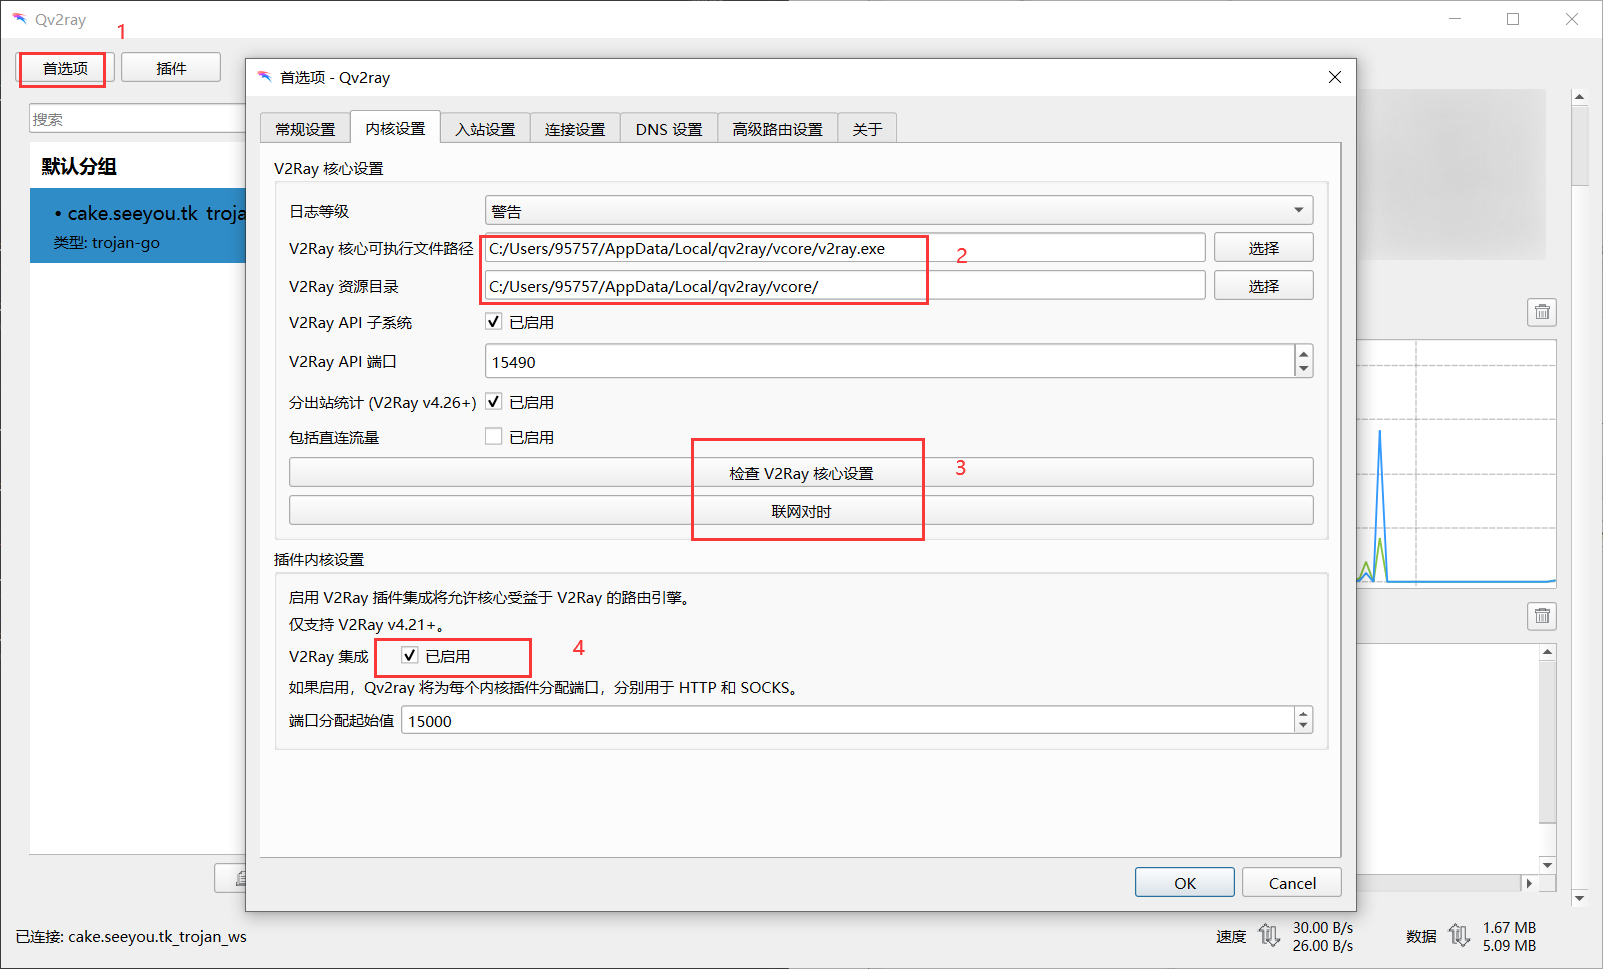 Qv2ray
1
首选项
插件
首选项 - Qv2ray
搜索
常规设置
内核设置
入站设置
连接设置
DNS 设置
高级路由设置
关于
默认分组
• cake.seeyou.tk_troja
类型: trojan-go
V2Ray 核心设置
日志等级
警告
V2Ray 核心可执行文件路径
C:/Users/95757/AppData/Local/qv2ray/vcore/v2ray.exe
2
选择
V2Ray 资源目录
C:/Users/95757/AppData/Local/qv2ray/vcore/
选择
V2Ray API 子系统
已启用
V2Ray API 端口
15490
分出站统计 (V2Ray v4.26+)
已启用
包括直连流量
已启用
检查 V2Ray 核心设置
3
联网对时
插件内核设置
启用 V2Ray 插件集成将允许核心受益于 V2Ray 的路由引擎。
仅支持 V2Ray v4.21+。
V2Ray 集成
已启用
4
如果启用，Qv2ray 将为每个内核插件分配端口，分别用于 HTTP 和 SOCKS。
端口分配起始值
15000
OK
Cancel
已连接: cake.seeyou.tk_trojan_ws
速度
30.00 B/s
26.00 B/s
数据
1.67 MB
5.09 MB